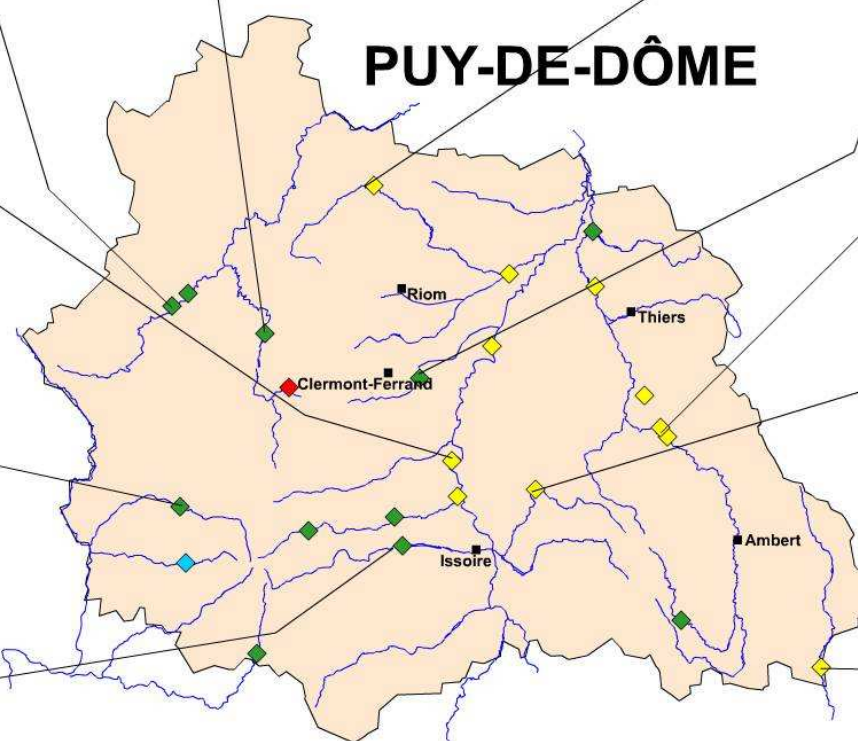 PUY-DE-DÔME
Riom
Thiers
Clermont-Ferrand
Ambert
Issoire